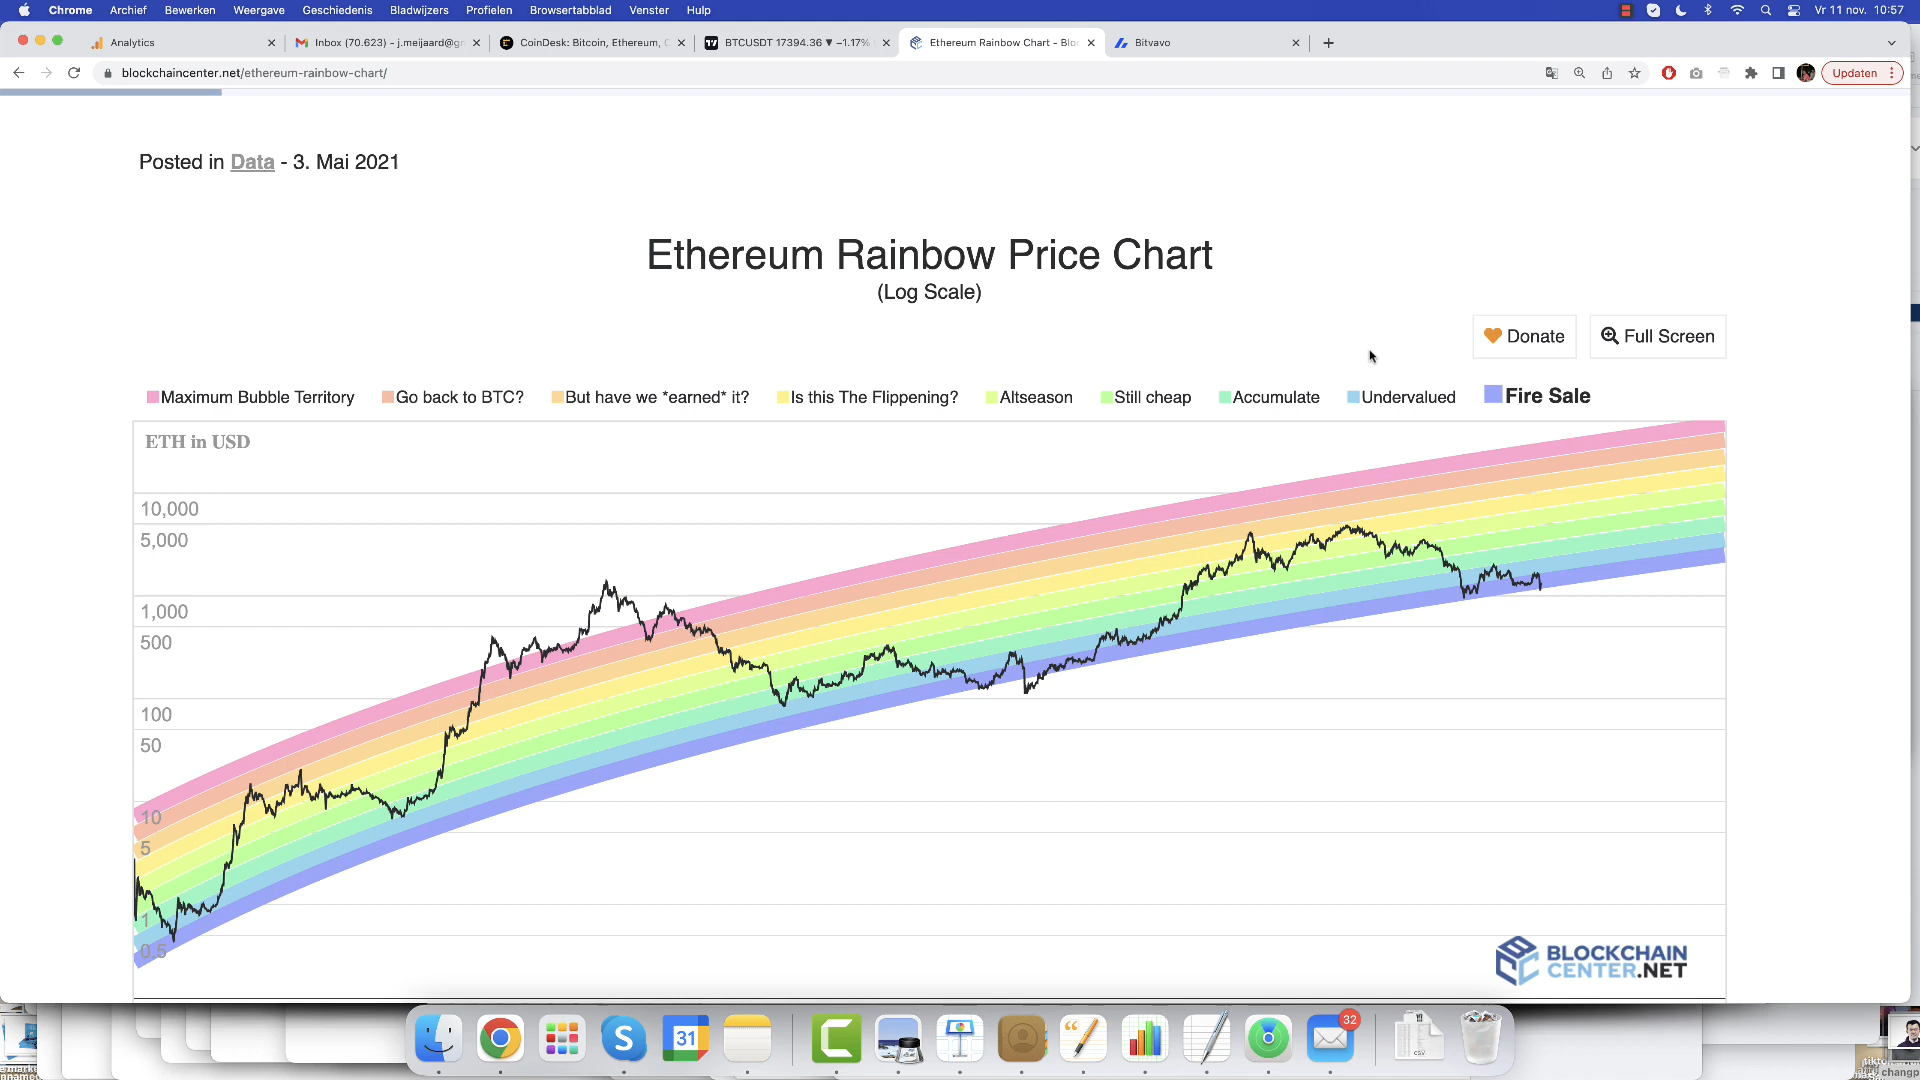 Chrome Archief Bewerken Weergave Geschiedenis Bladwijzers Profielen Browsertabblad Venster Hulp Vr 11 nov. 10:57
Analytics
Inbox (70.623) - j.meijaard@gr
CoinDesk: Bitcoin, Ethereum,
BTCUSDT 17394.36 ▼ −1.17%
Ethereum Rainbow Chart - Blo
Bitvavo
blockchaincenter.net/ethereum-rainbow-chart/
Updaten
Posted in Data - 3. Mai 2021
Ethereum Rainbow Price Chart
(Log Scale)
Donate
Full Screen
Maximum Bubble Territory Go back to BTC? But have we *earned* it? Is this The Flippening? Altseason Still cheap Accumulate Undervalued Fire Sale
ETH in USD
10,000
5,000
1,000
500
100
50
10
5
1
0.5
BLOCKCHAIN
CENTER.NET
31
32
csv